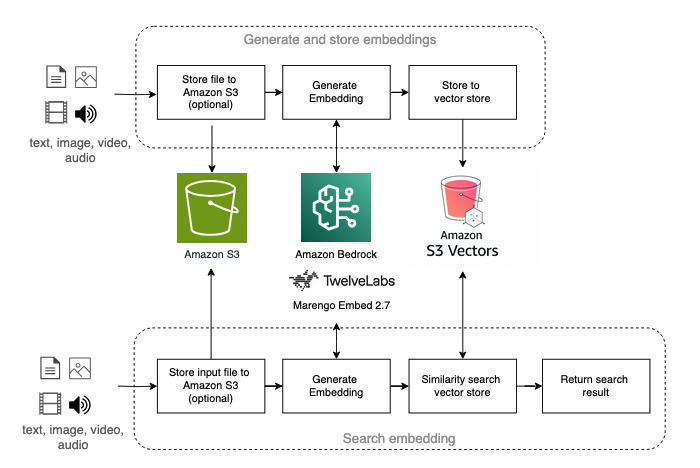 Generate and store embeddings
Store file to
Amazon S3
(optional)
Generate
Embedding
Store to
vector store
text, image, video,
audio
Amazon S3
Amazon Bedrock
TwelveLabs
Marengo Embed 2.7
Amazon
S3 Vectors
Store input file to
Amazon S3
(optional)
Generate
Embedding
Similarity search
vector store
Return search
result
text, image, video,
audio
Search embedding